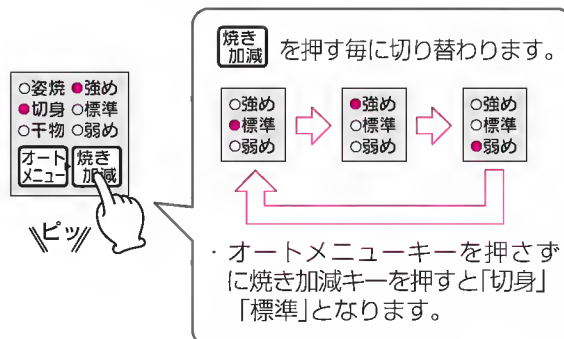 ○姿焼 ●強め
●切身 ○標準
○干物 ○弱め
オートメニュー 焼き加減
ピッ
焼き加減 を押す毎に切り替わります。
○強め
●標準
○弱め
●強め
○標準
○弱め
○強め
○標準
●弱め
・オートメニューキーを押さず
に焼き加減キーを押すと「切身」
「標準」となります。